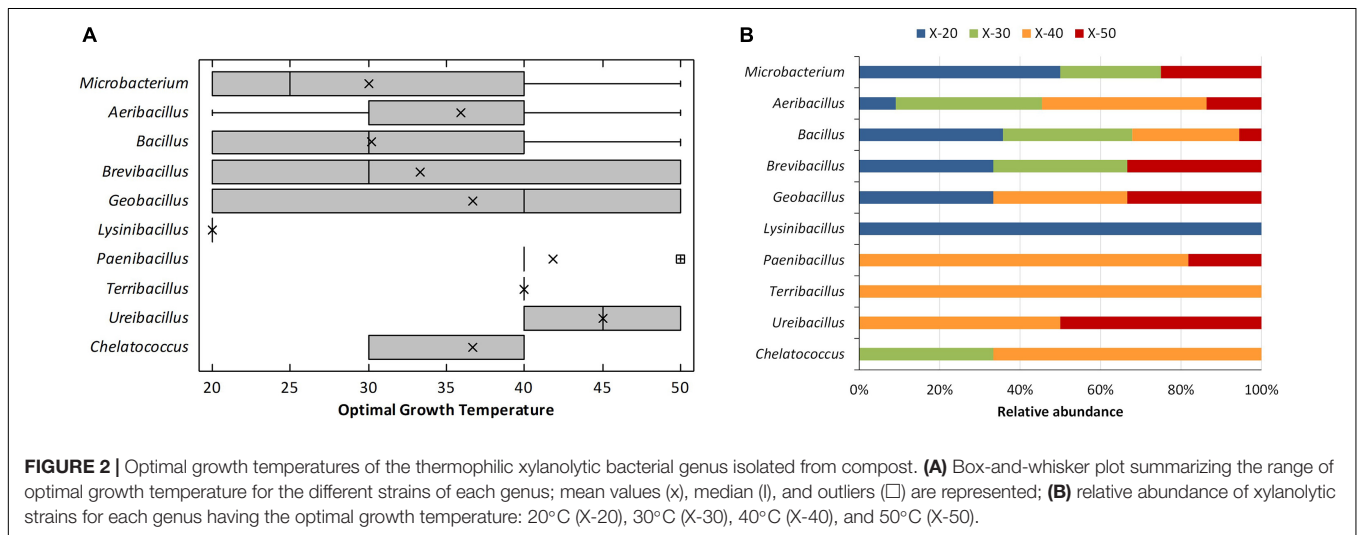 A
Microbacterium
Aeribacillus
Bacillus
Brevibacillus
Geobacillus
Lysinibacillus
Paenibacillus
Terribacillus
Ureibacillus
Chelatococcus
20 25 30 35 40 45 50
Optimal Growth Temperature
B
X-20 X-30 X-40 X-50
Microbacterium
Aeribacillus
Bacillus
Brevibacillus
Geobacillus
Lysinibacillus
Paenibacillus
Terribacillus
Ureibacillus
Chelatococcus
0% 20% 40% 60% 80% 100%
Relative abundance
FIGURE 2 | Optimal growth temperatures of the thermophilic xylanolytic bacterial genus isolated from compost. (A) Box-and-whisker plot summarizing the range of
optimal growth temperature for the different strains of each genus; mean values (x), median (I), and outliers (□) are represented; (B) relative abundance of xylanolytic
strains for each genus having the optimal growth temperature: 20°C (X-20), 30°C (X-30), 40°C (X-40), and 50°C (X-50).